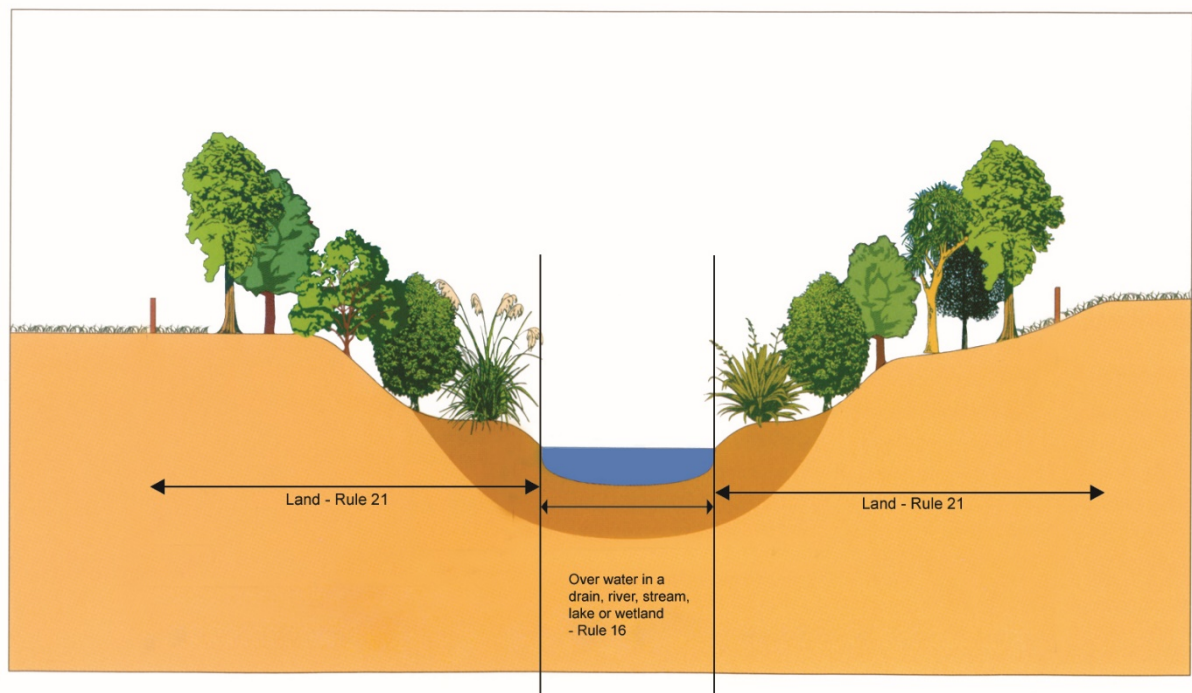 Land - Rule 21
Land - Rule 21
Over water in a
drain, river, stream,
lake or wetland
- Rule 16